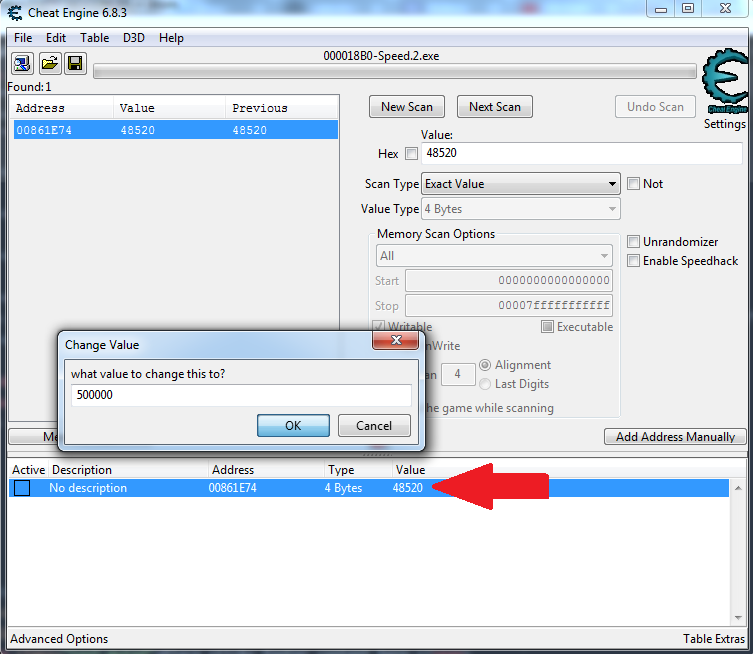 Cheat Engine 6.8.3
File Edit Table D3D Help
000018B0-Speed.2.exe
Found:1
Address Value Previous
00861E74 48520 48520
New Scan Next Scan Undo Scan
Cheat Engine
Settings
Value:
Hex 48520
Scan Type Exact Value Not
Value Type 4 Bytes
Memory Scan Options
All
Unrandomizer
Enable Speedhack
Start 0000000000000000
Stop 00007fffffffffff
Writable Executable
nWrite
an 4 Alignment
Last Digits
he game while scanning
Change Value
what value to change this to?
500000
OK Cancel
Me
Add Address Manually
Active Description Address Type Value
No description 00861E74 4 Bytes 48520
Advanced Options Table Extras